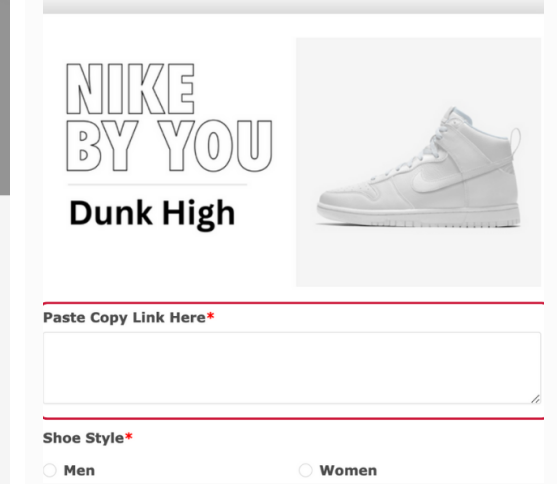 NIKE
BY YOU
Dunk High
Paste Copy Link Here*
Shoe Style*
Men
Women